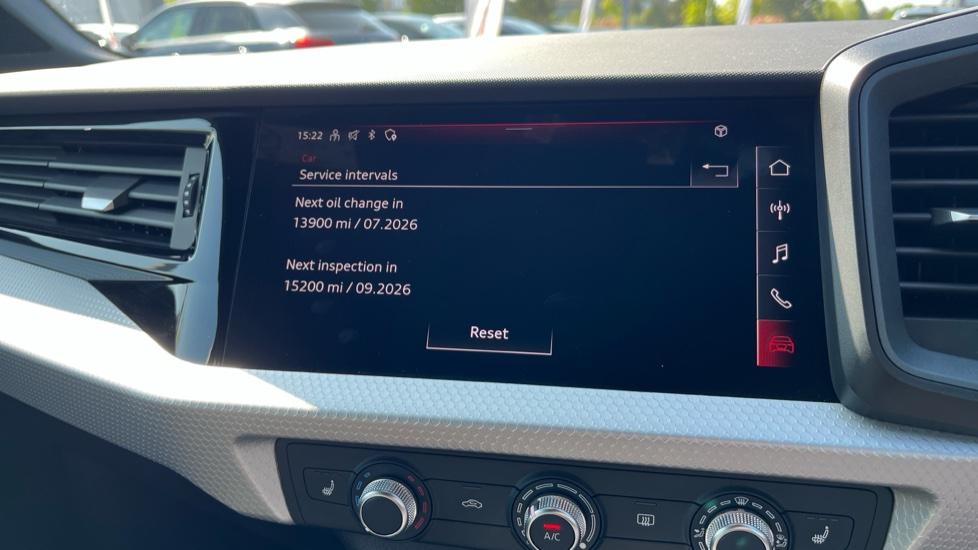 15:22
Car
Service intervals
Next oil change in
13900 mi / 07.2026
Next inspection in
15200 mi / 09.2026
Reset
A/C